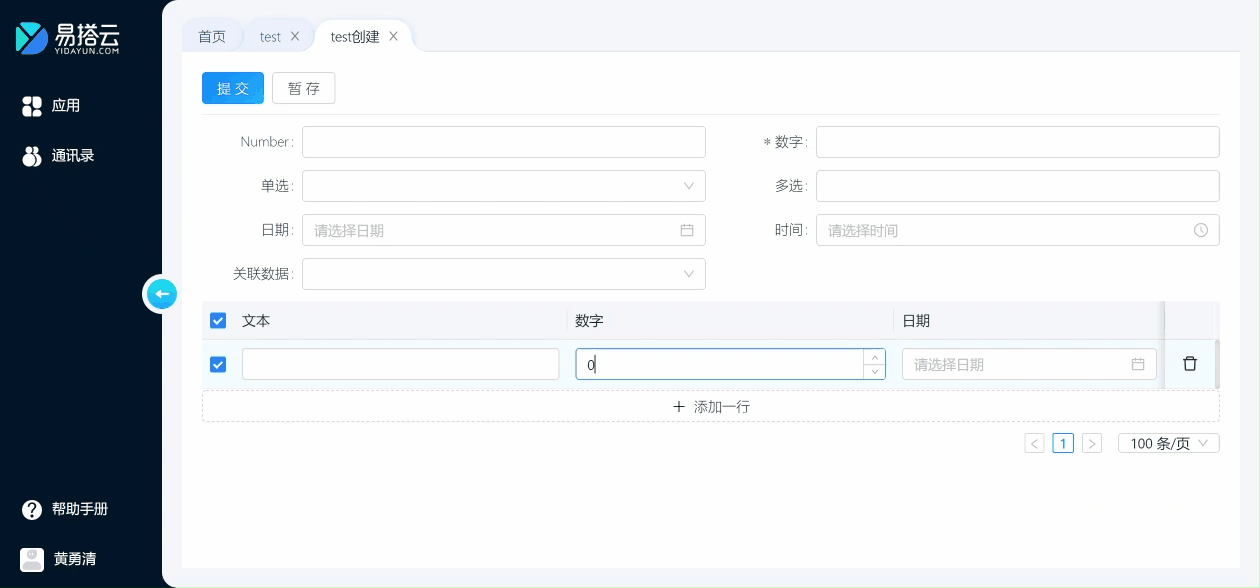 易搭云
YIDAYUN.COM
应用
通讯录
帮助手册
黄勇清
首页
test
test创建
提 交
暂 存
Number:
* 数字:
单选:
多选:
日期: 请选择日期
时间: 请选择时间
关联数据:
文本 数字 日期
0 请选择日期
+ 添加一行
< 1 > 100 条/页